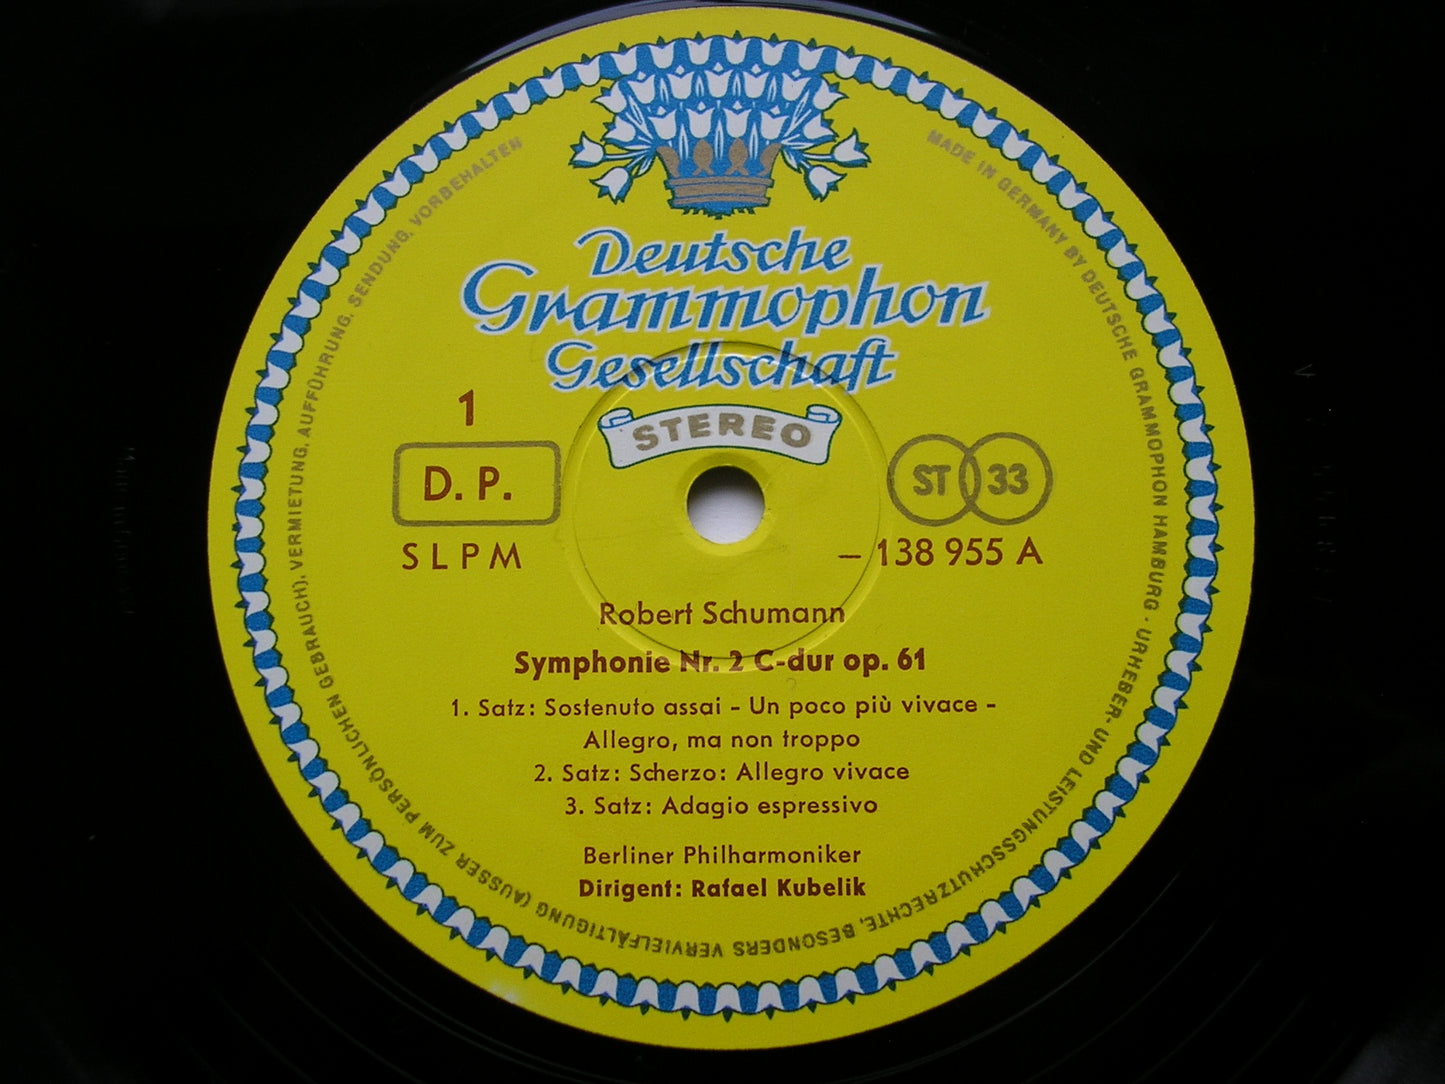 Deutsche
Grammophon
Gesellschaft
STEREO
1
D. P.
SLPM
ST 33
– 138 955 A
Robert Schumann
Symphonie Nr. 2 C-dur op. 61
1. Satz: Sostenuto assai – Un poco più vivace –
Allegro, ma non troppo
2. Satz: Scherzo: Allegro vivace
3. Satz: Adagio espressivo
Berliner Philharmoniker
Dirigent: Rafael Kubelik
MADE IN GERMANY BY DEUTSCHE GRAMMOPHON HAMBURG · URHEBER- UND LEISTUNGSSCHUTZRECHTE, BESONDERS VERVIELFÄLTIGUNG (AUSSER ZUM PERSÖNLICHEN GEBRAUCH), VERMIETUNG, AUFFÜHRUNG, SENDUNG, VORBEHALTEN